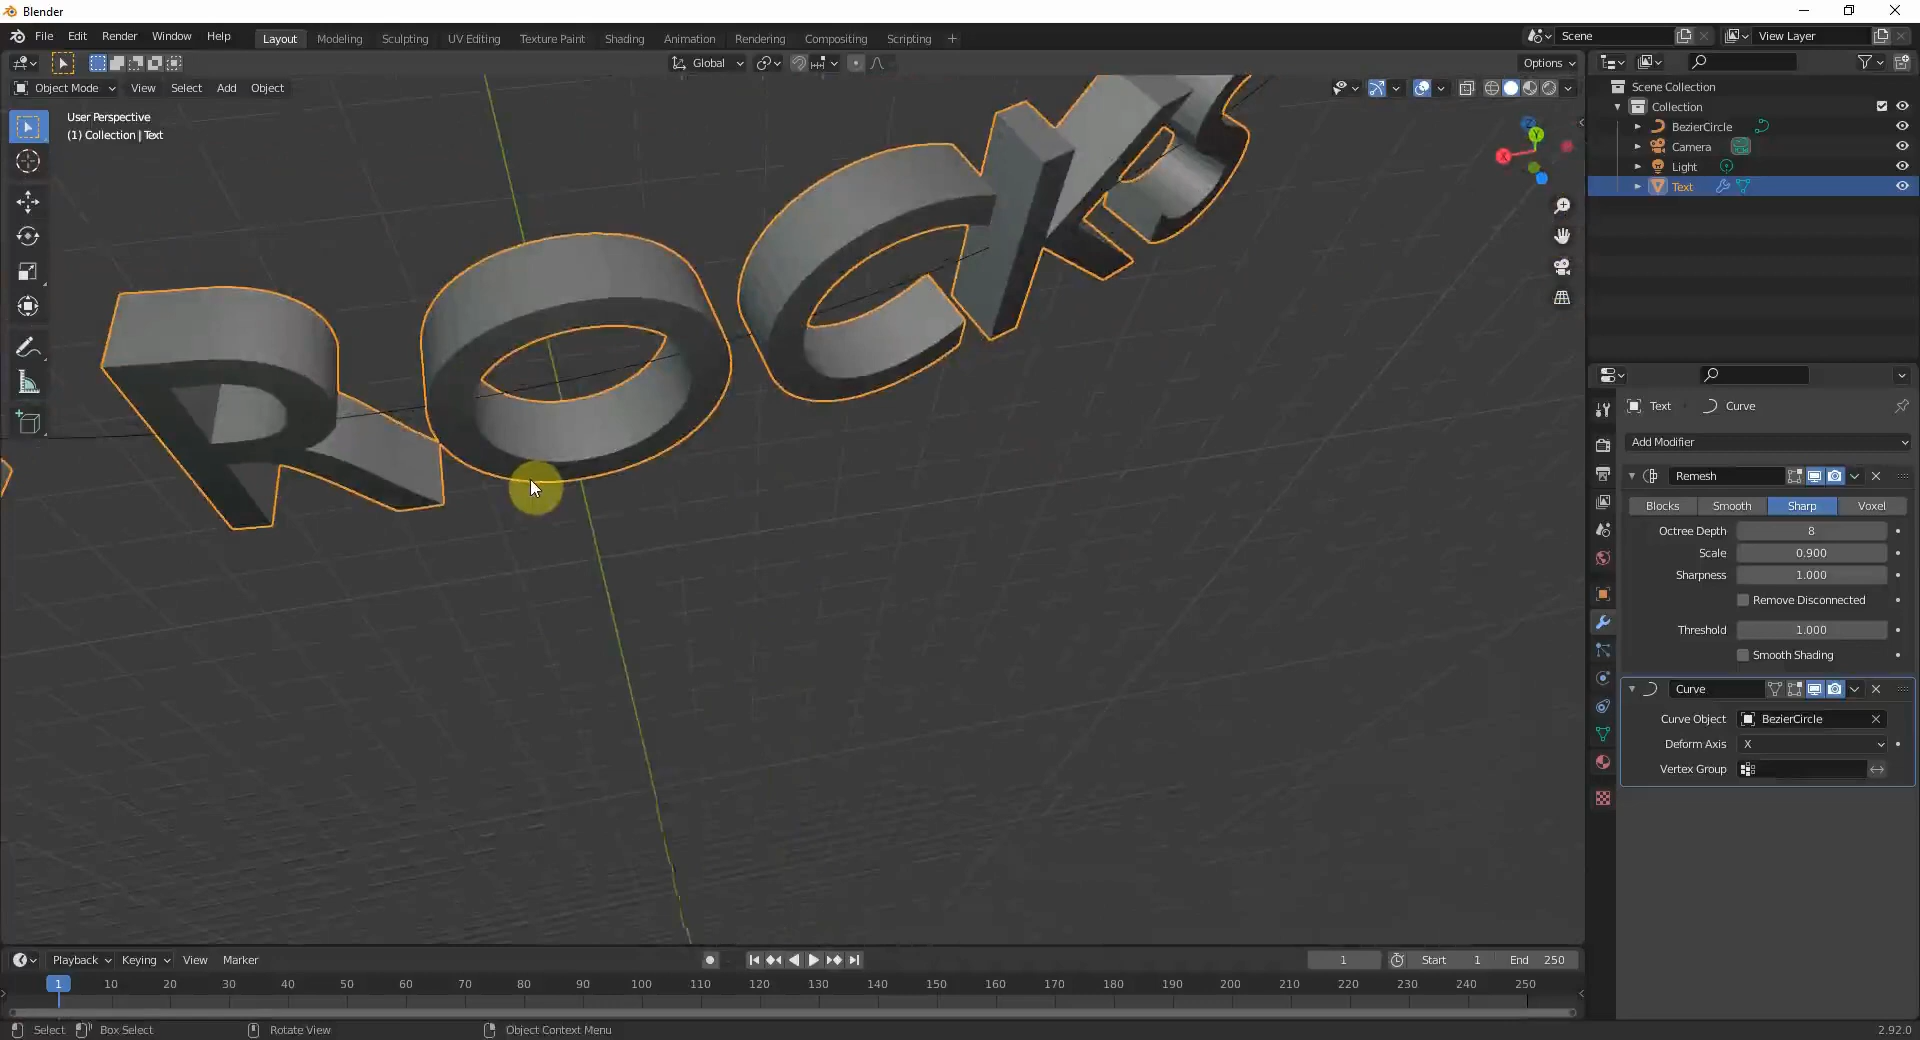 Blender
File Edit Render Window Help Layout Modeling Sculpting UV Editing Texture Paint Shading Animation Rendering Compositing Scripting + Scene View Layer
Global Options
Object Mode View Select Add Object
User Perspective
(1) Collection | Text
ROCKS
Y
X
Scene Collection
Collection
BezierCircle
Camera
Light
Text
Text Curve
Add Modifier
Remesh
Blocks Smooth Sharp Voxel
Octree Depth 8
Scale 0.900
Sharpness 1.000
Remove Disconnected
Threshold 1.000
Smooth Shading
Curve
Curve Object BezierCircle
Deform Axis X
Vertex Group
Playback Keying View Marker 1 Start 1 End 250
1 10 20 30 40 50 60 70 80 90 100 110 120 130 140 150 160 170 180 190 200 210 220 230 240 250
Select Box Select Rotate View Object Context Menu 2.92.0